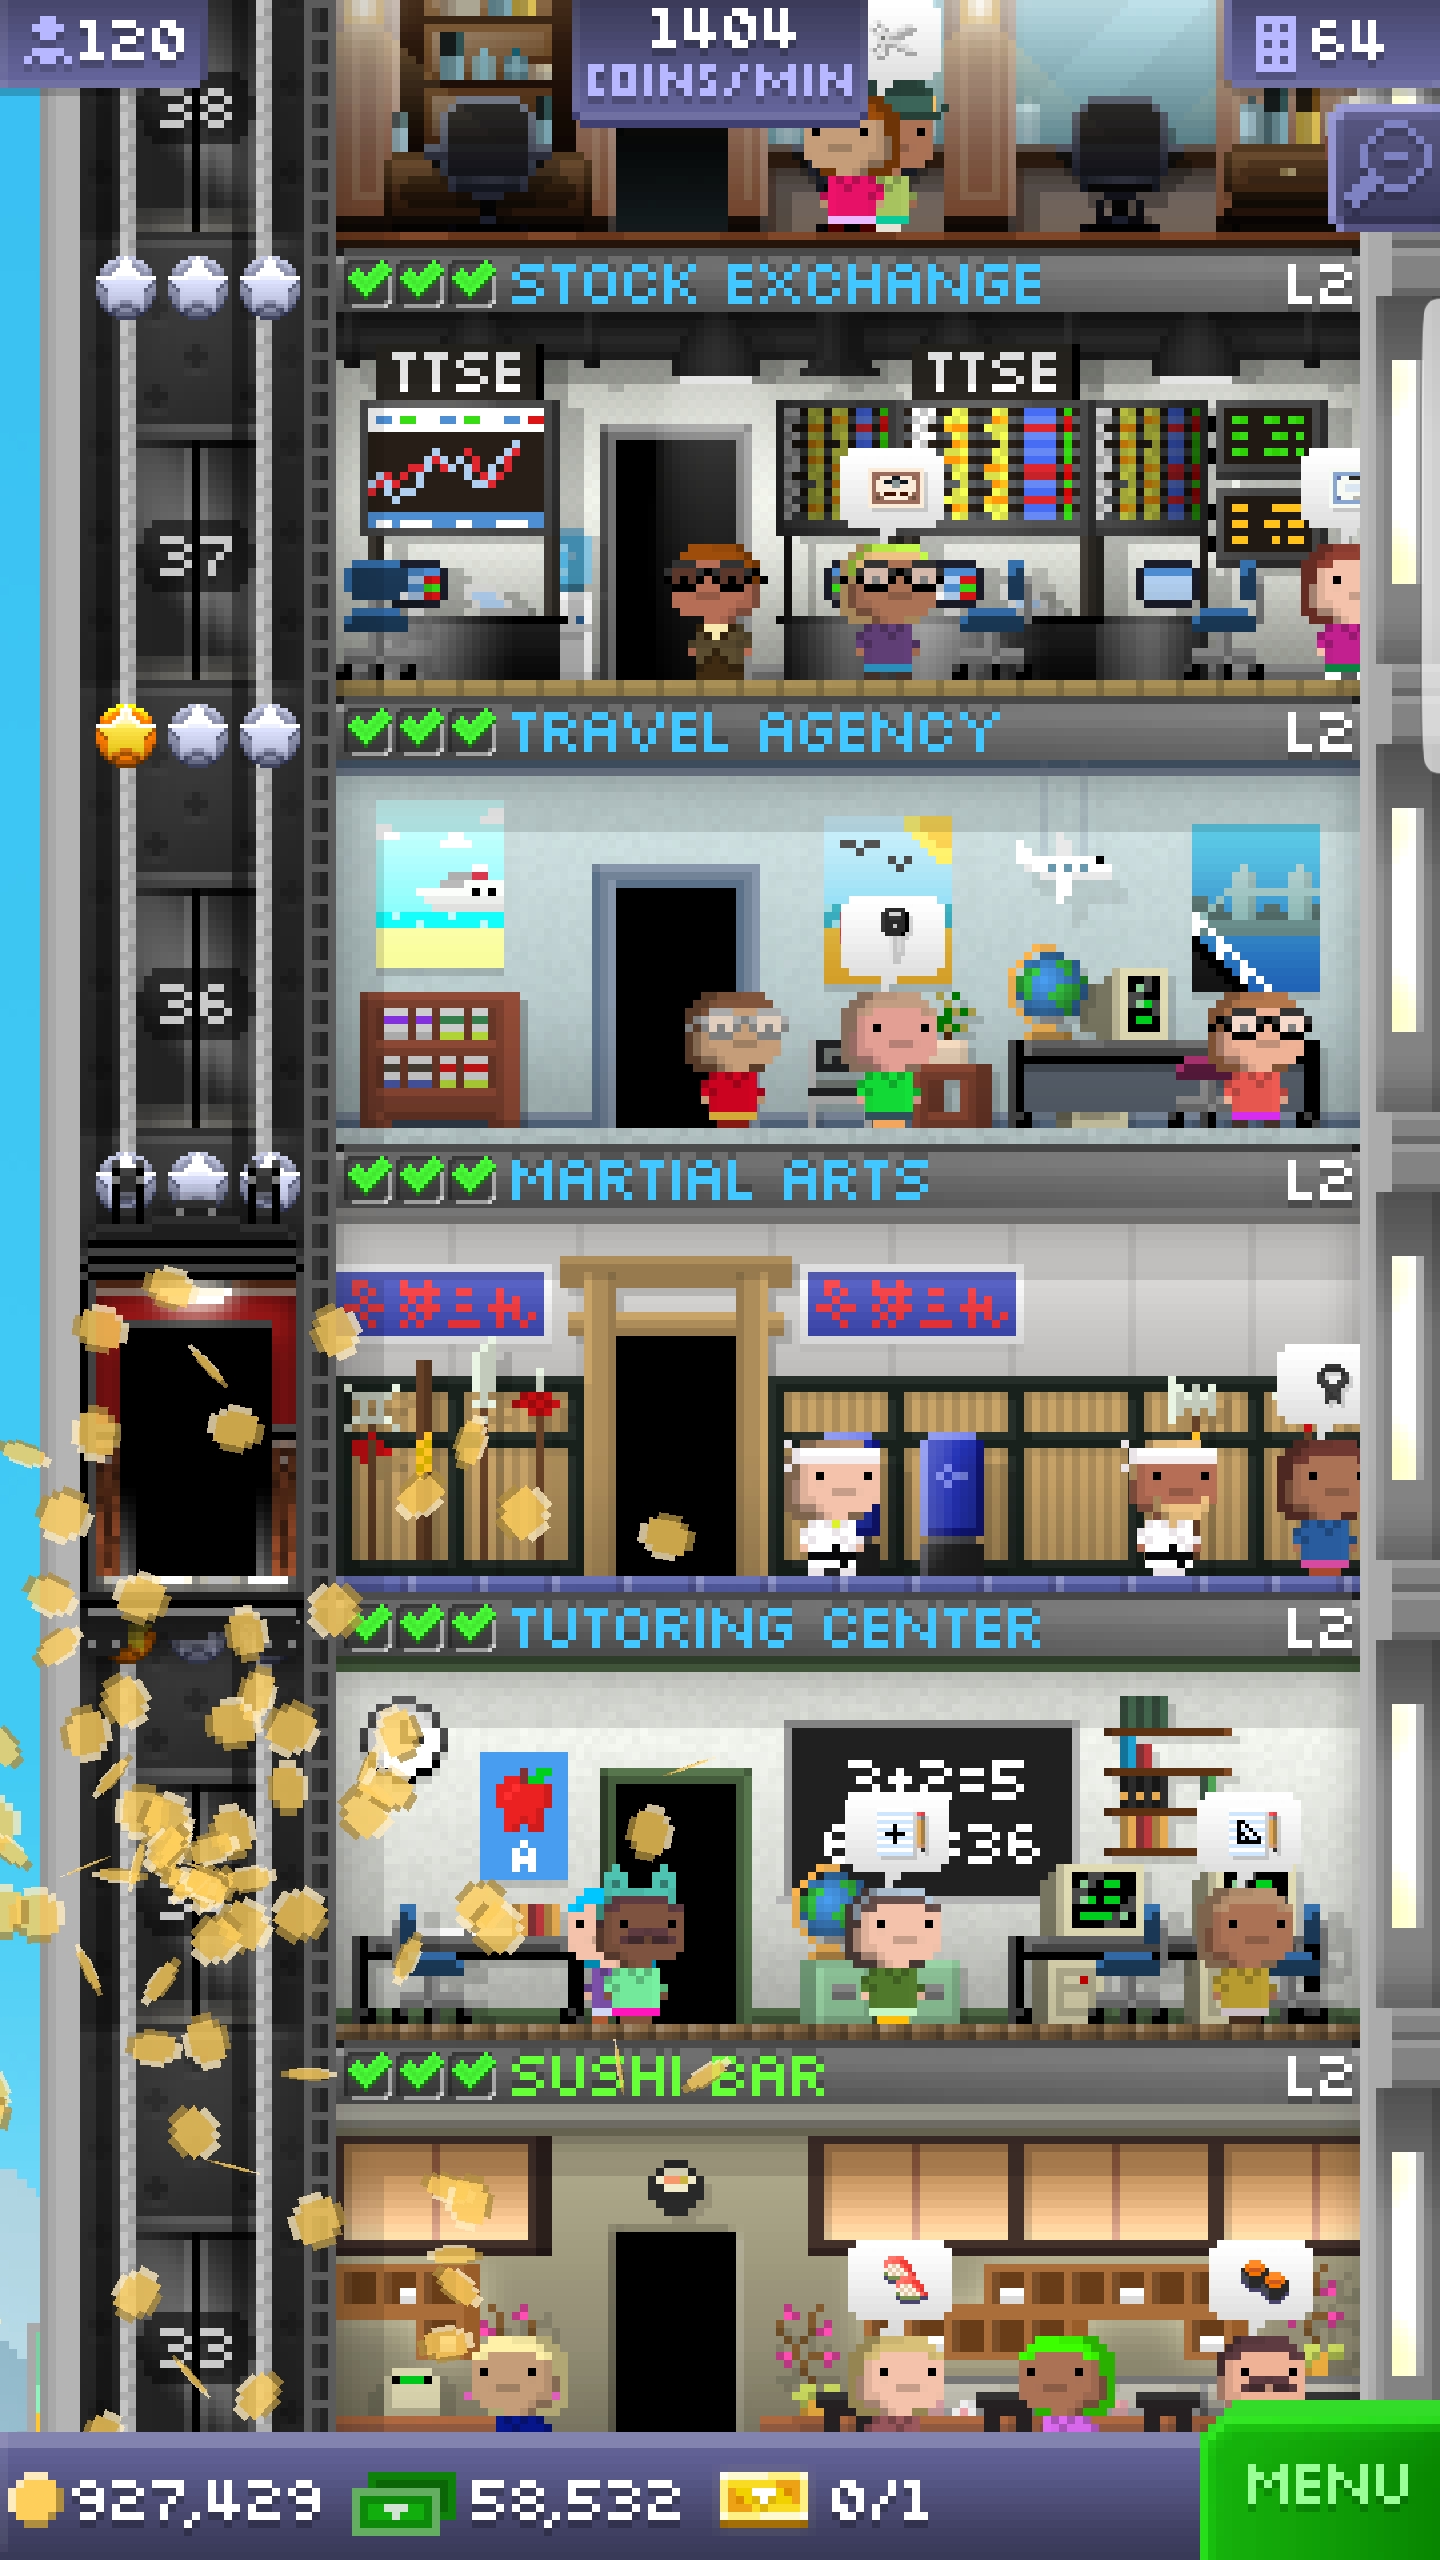 120
1404
COINS/MIN
64
38
STOCK EXCHANGE L2
TTSE TTSE
37
TRAVEL AGENCY L2
36
MARTIAL ARTS L2
TUTORING CENTER L2
3+2=5
A
SUSHI BAR L2
33
927,429 58,532 0/1
MENU